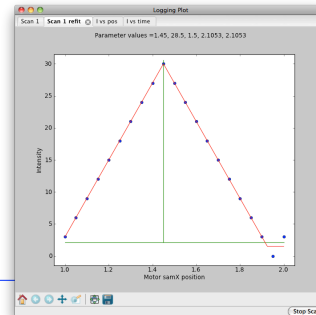 Logging Plot
Scan 1 Scan 1 refit I vs pos I vs time
Parameter values =1.45, 28.5, 1.5, 2.1053, 2.1053
30
25
20
15
10
5
0
Intensity
1.0 1.2 1.4 1.6 1.8 2.0
Motor samX position
Stop Sca